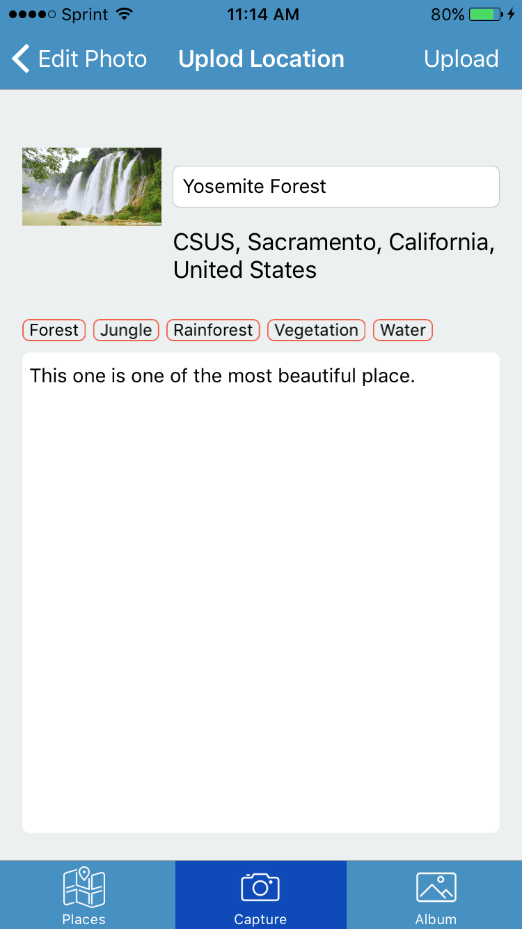 Sprint 11:14 AM 80%
Edit Photo Uplod Location Upload
Yosemite Forest
CSUS, Sacramento, California,
United States
Forest Jungle Rainforest Vegetation Water
This one is one of the most beautiful place.
Places Capture Album